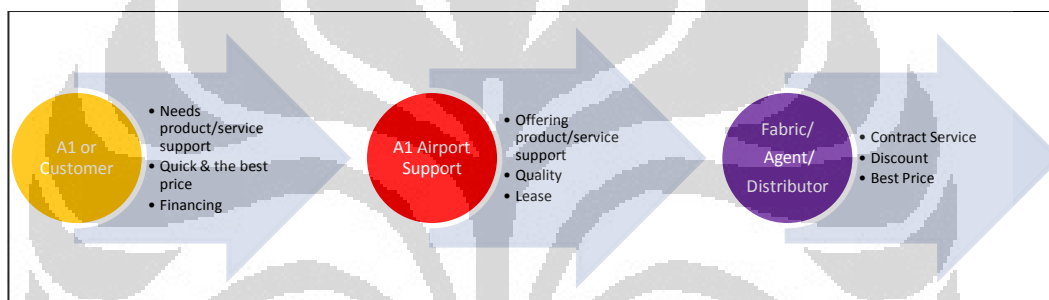 A1 or
Customer
• Needs
product/service
support
• Quick & the best
price
• Financing
A1 Airport
Support
• Offering
product/service
support
• Quality
• Lease
Fabric/
Agent/
Distributor
• Contract Service
• Discount
• Best Price